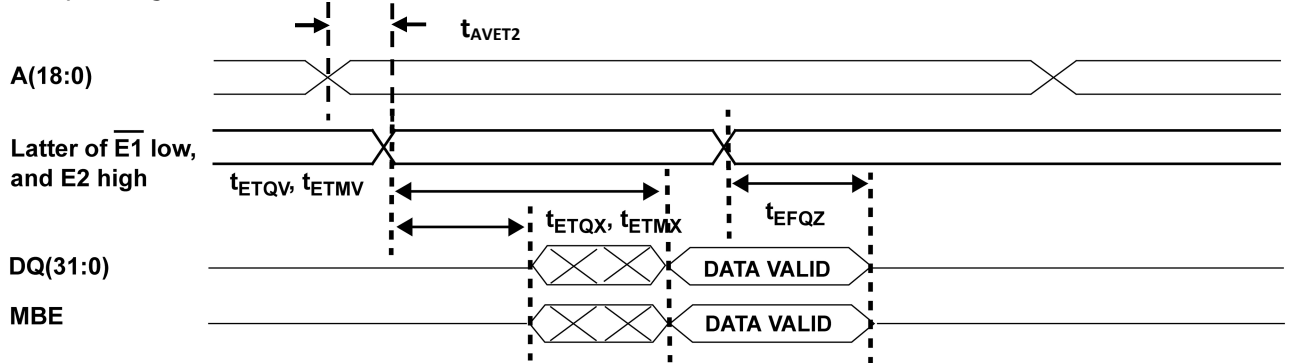 tAVET2
A(18:0)
Latter of E1 low,
and E2 high
tETQV, tETMV
tETQX, tETMX
tEFQZ
DQ(31:0)
DATA VALID
MBE
DATA VALID